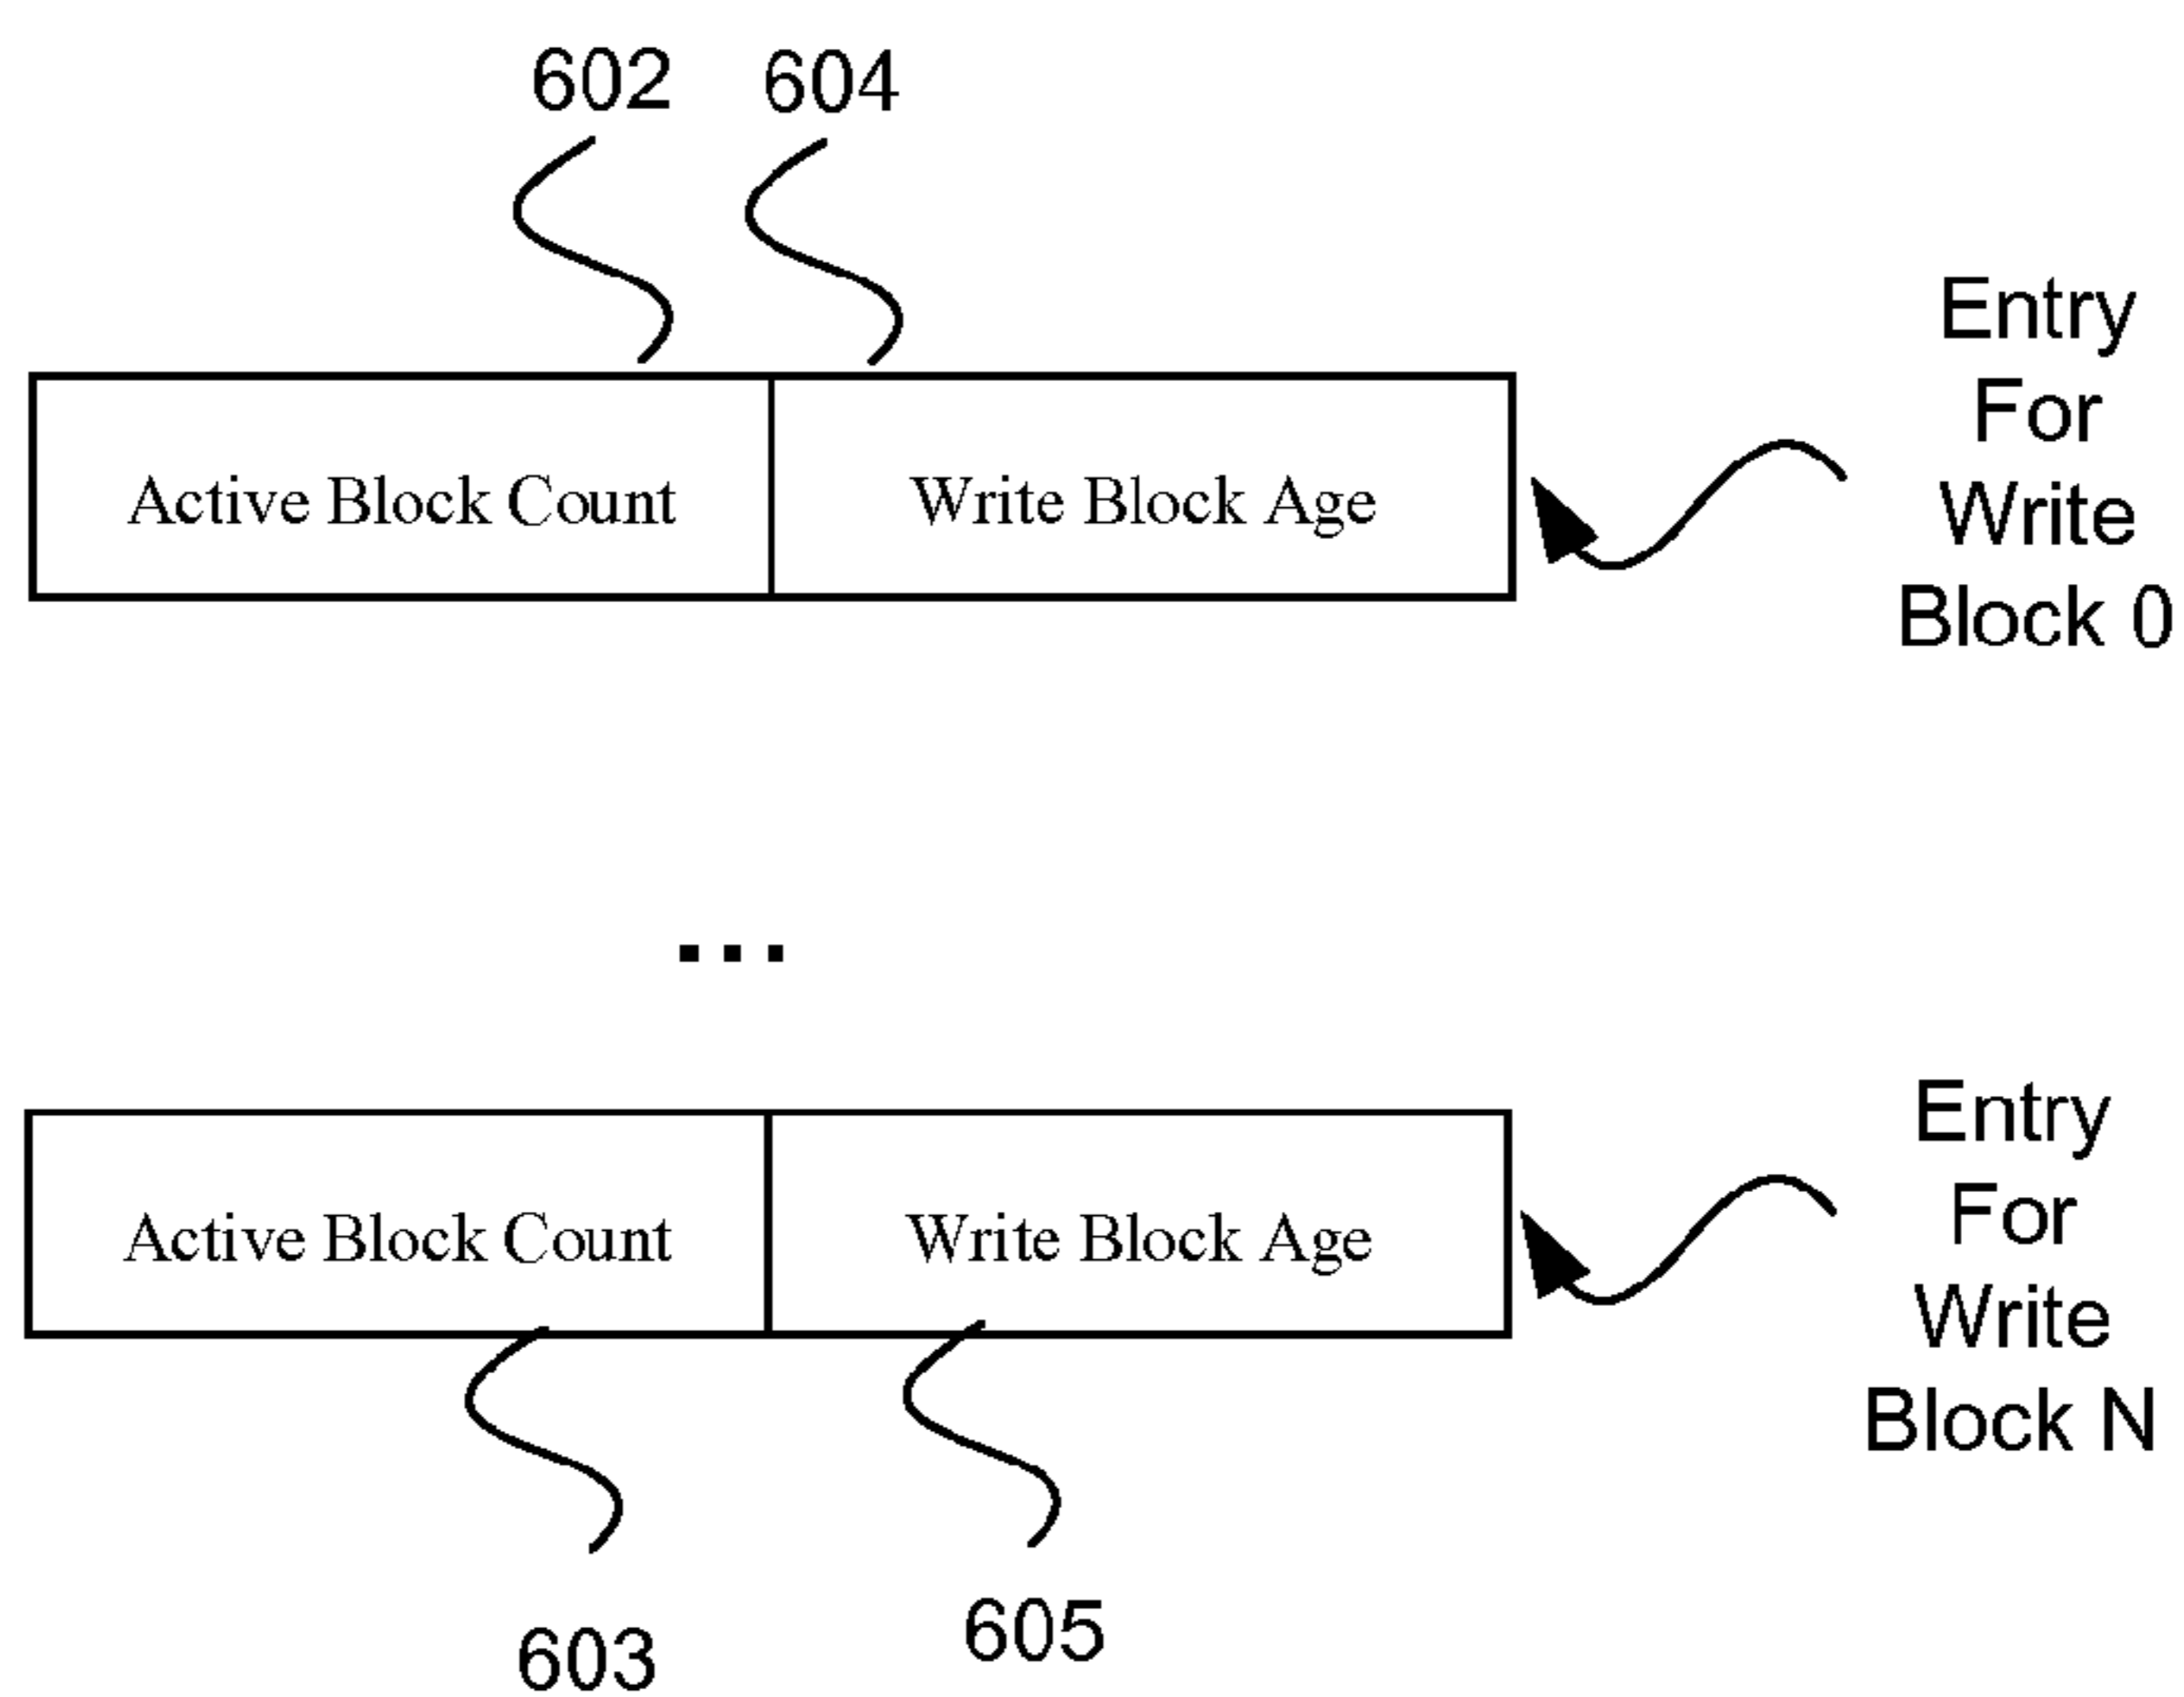 602 604
Entry
For
Write
Block 0
Active Block Count Write Block Age
...
Entry
For
Write
Block N
Active Block Count Write Block Age
603 605